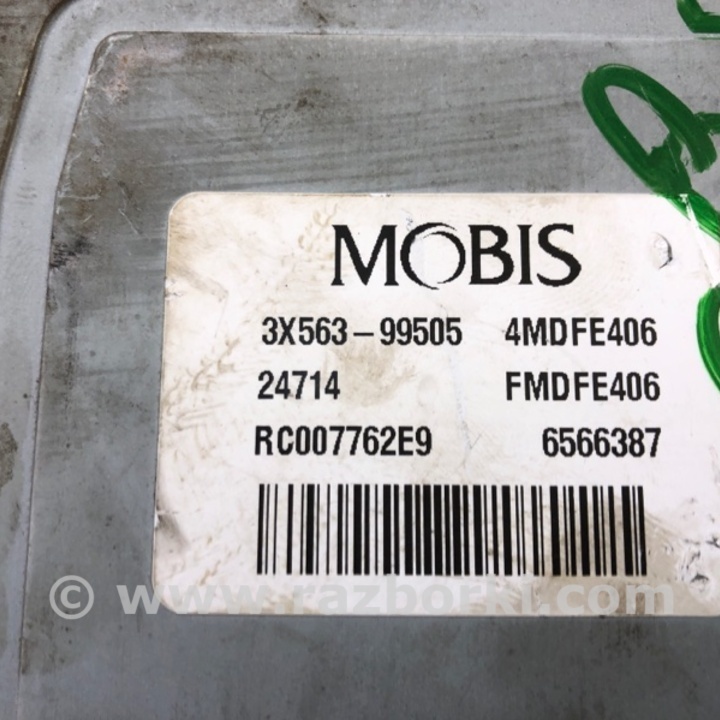 MOBIS
3X563-99505 4MDFE406
24714 FMDFE406
RC007762E9 6566387
© www.razborki.com